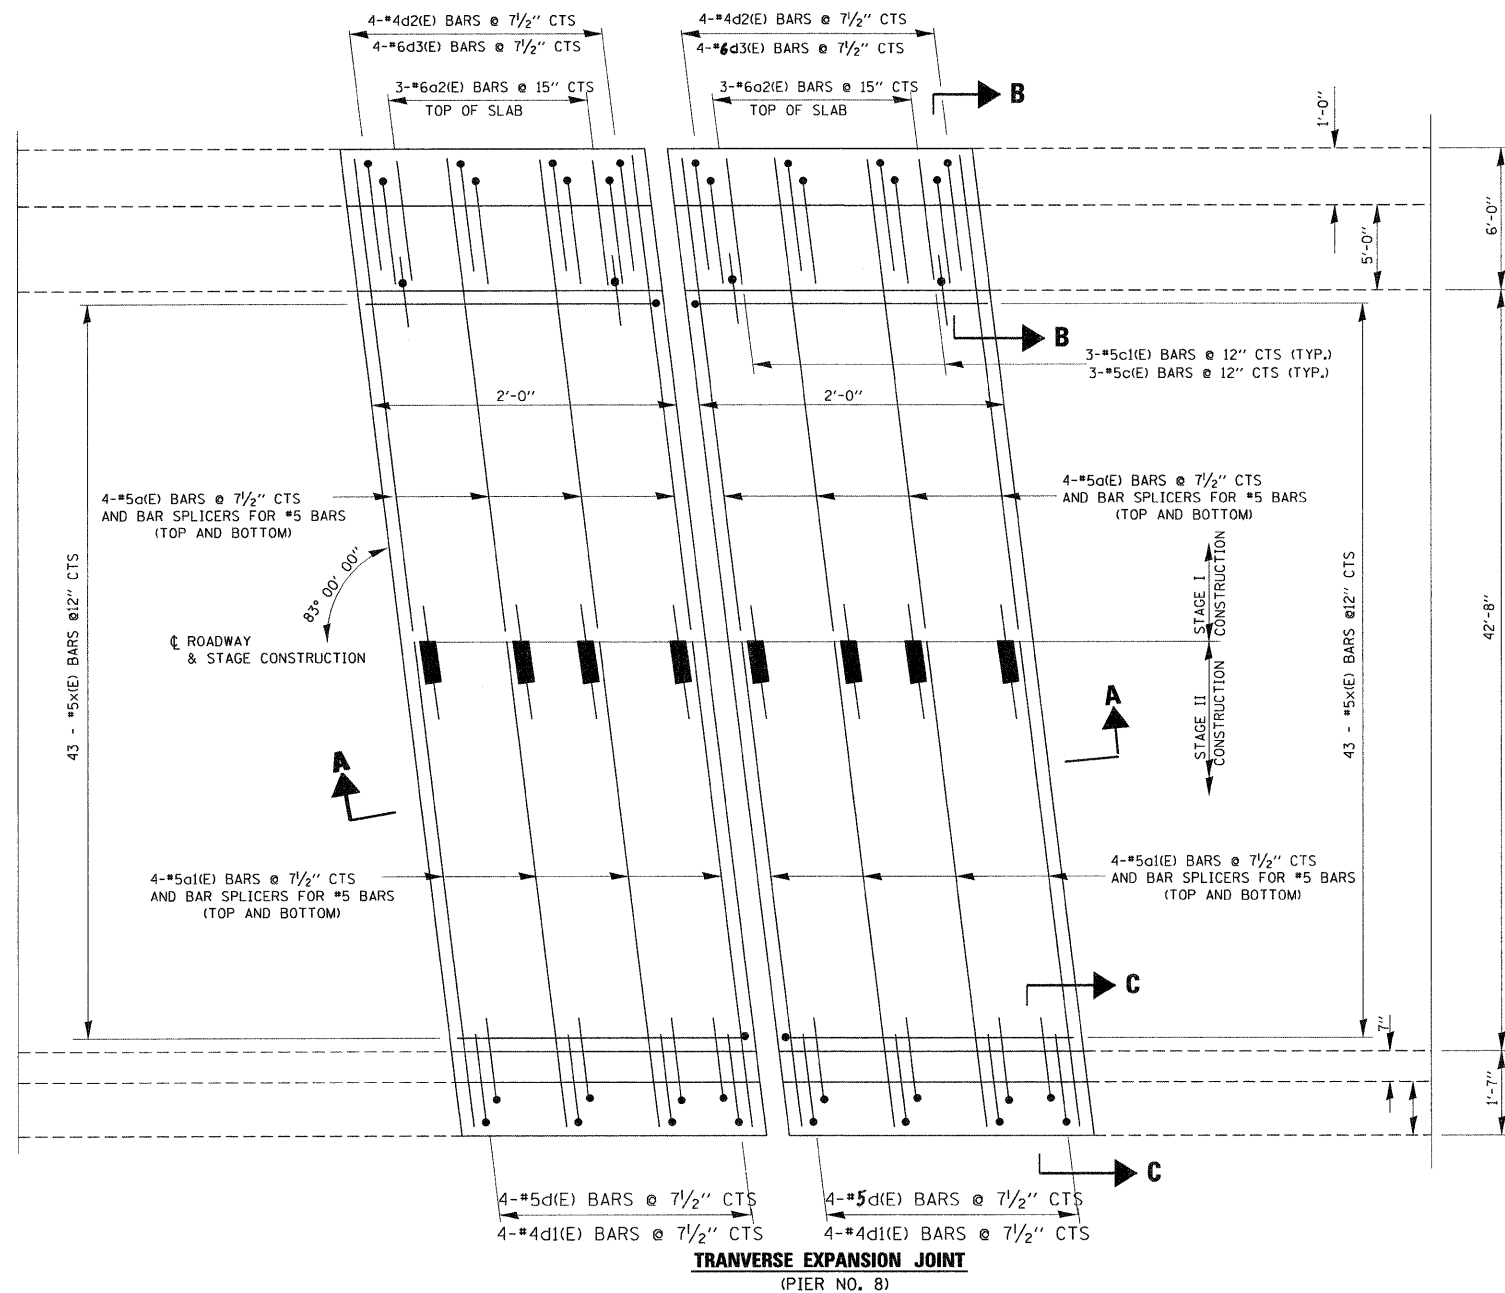 4-#4d2(E) BARS @ 7½" CTS
4-#6d3(E) BARS @ 7½" CTS
4-#4d2(E) BARS @ 7½" CTS
4-#6d3(E) BARS @ 7½" CTS
3-#6a2(E) BARS @ 15" CTS
TOP OF SLAB
3-#6a2(E) BARS @ 15" CTS
TOP OF SLAB
B
1'-0"
6'-0"
5'-0"
B
3-#5c1(E) BARS @ 12" CTS (TYP.)
3-#5c(E) BARS @ 12" CTS (TYP.)
2'-0"
2'-0"
4-#5a(E) BARS @ 7½" CTS
AND BAR SPLICERS FOR #5 BARS
(TOP AND BOTTOM)
4-#5a(E) BARS @ 7½" CTS
AND BAR SPLICERS FOR #5 BARS
(TOP AND BOTTOM)
83° 00' 00"
℄ ROADWAY
& STAGE CONSTRUCTION
STAGE I
CONSTRUCTION
STAGE II
CONSTRUCTION
43 - #5x(E) BARS @12" CTS
43 - #5x(E) BARS @12" CTS
42'-8"
A
A
4-#5a1(E) BARS @ 7½" CTS
AND BAR SPLICERS FOR #5 BARS
(TOP AND BOTTOM)
4-#5a1(E) BARS @ 7½" CTS
AND BAR SPLICERS FOR #5 BARS
(TOP AND BOTTOM)
C
7"
1'-7"
C
4-#5d(E) BARS @ 7½" CTS
4-#4d1(E) BARS @ 7½" CTS
4-#5d(E) BARS @ 7½" CTS
4-#4d1(E) BARS @ 7½" CTS
TRANVERSE EXPANSION JOINT
(PIER NO. 8)